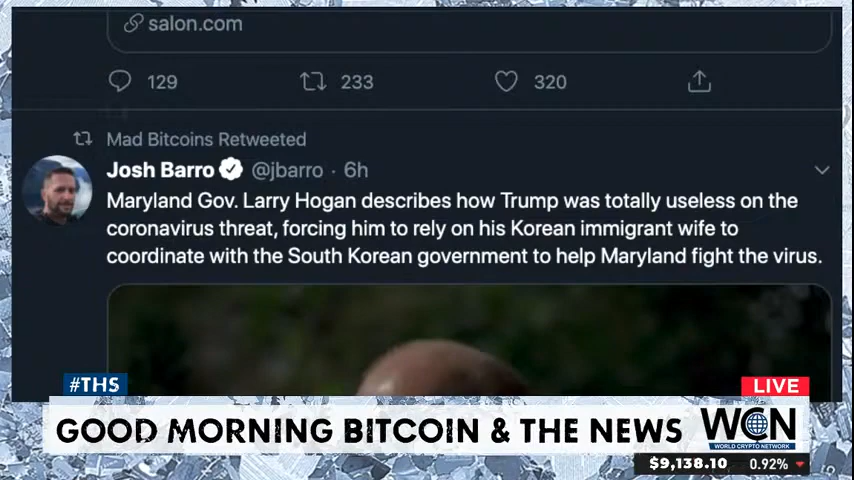 salon.com
129 233 320
Mad Bitcoins Retweeted
Josh Barro @jbarro · 6h
Maryland Gov. Larry Hogan describes how Trump was totally useless on the
coronavirus threat, forcing him to rely on his Korean immigrant wife to
coordinate with the South Korean government to help Maryland fight the virus.
#THS
LIVE
GOOD MORNING BITCOIN & THE NEWS
WCN
WORLD CRYPTO NETWORK
$9,138.10 0.92%